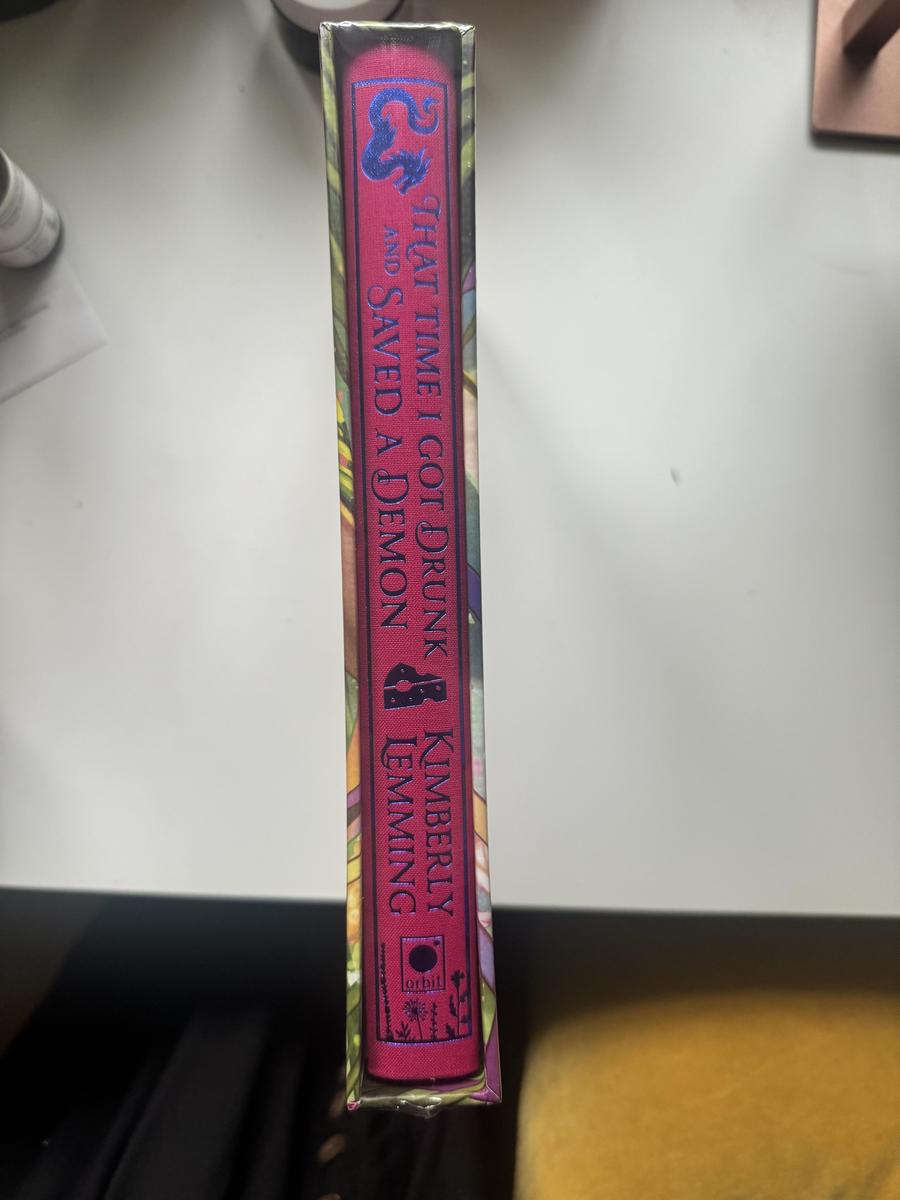 THAT TIME I GOT DRUNK
AND SAVED A DEMON
KIMBERLY
LEMMING
orbit